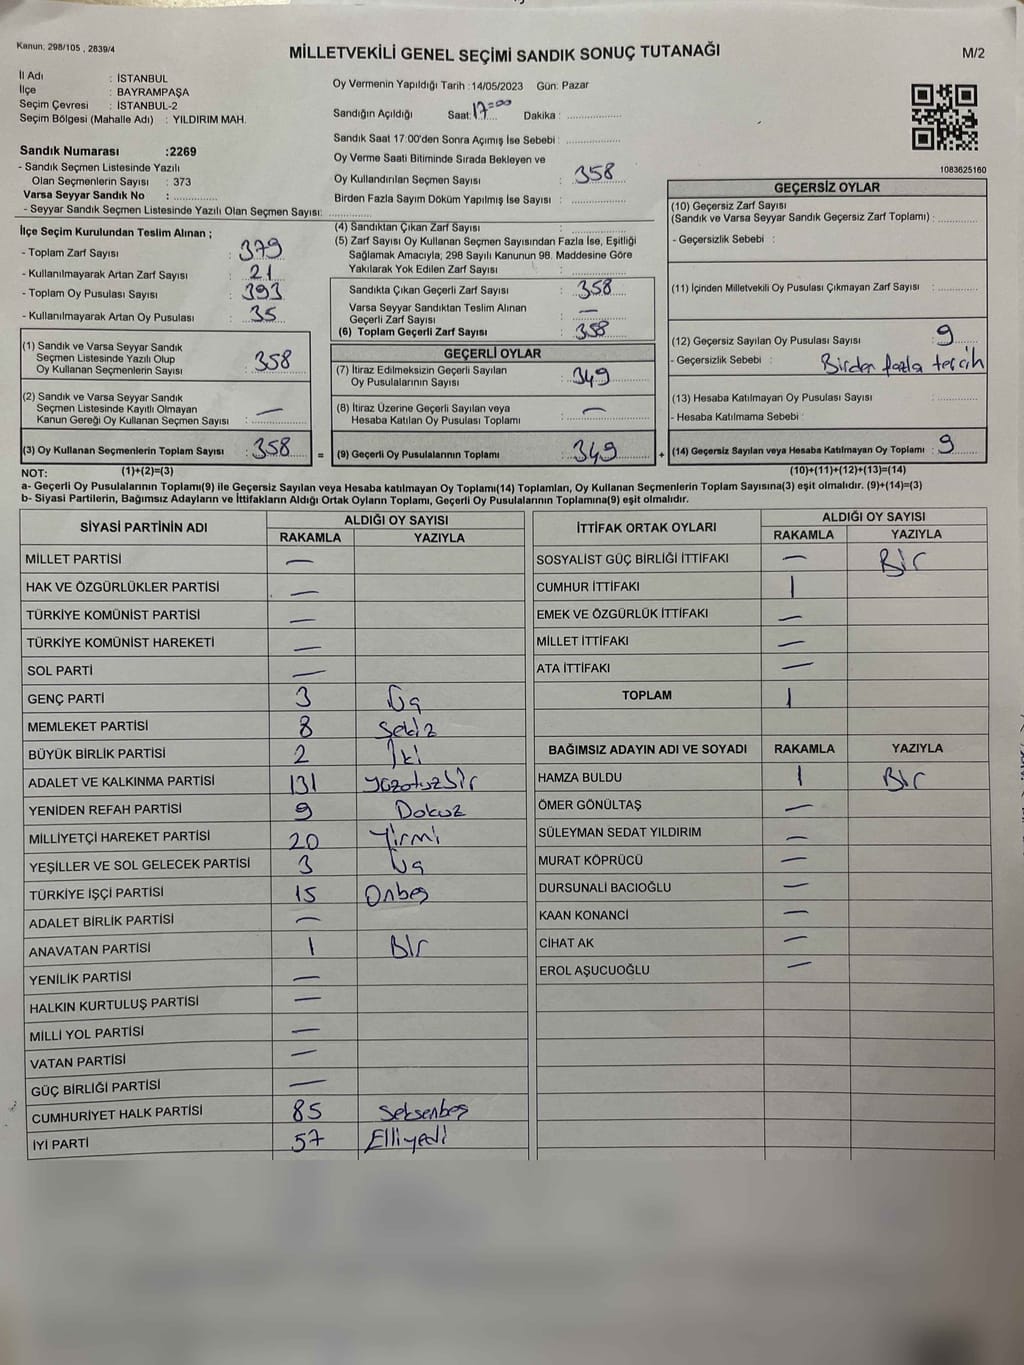 Kanun: 298/105 , 2839/4
MİLLETVEKİLİ GENEL SEÇİMİ SANDIK SONUÇ TUTANAĞI
M/2
İl Adı : İSTANBUL
İlçe : BAYRAMPAŞA
Seçim Çevresi : İSTANBUL-2
Seçim Bölgesi (Mahalle Adı) : YILDIRIM MAH.
Sandık Numarası :2269
- Sandık Seçmen Listesinde Yazılı
Olan Seçmenlerin Sayısı : 373
Varsa Seyyar Sandık No :
- Seyyar Sandık Seçmen Listesinde Yazılı Olan Seçmen Sayısı:
İlçe Seçim Kurulundan Teslim Alınan ;
- Toplam Zarf Sayısı : 379
- Kullanılmayarak Artan Zarf Sayısı : 21
- Toplam Oy Pusulası Sayısı : 393
- Kullanılmayarak Artan Oy Pusulası : 35
(1) Sandık ve Varsa Seyyar Sandık
Seçmen Listesinde Yazılı Olup
Oy Kullanan Seçmenlerin Sayısı : 358
(2) Sandık ve Varsa Seyyar Sandık
Seçmen Listesinde Kayıtlı Olmayan
Kanun Gereği Oy Kullanan Seçmen Sayısı : —
(3) Oy Kullanan Seçmenlerin Toplam Sayısı : 358
Oy Vermenin Yapıldığı Tarih :14/05/2023 Gün: Pazar
Sandığın Açıldığı Saat: 17=00 Dakika :
Sandık Saat 17:00'den Sonra Açımış İse Sebebi :
Oy Verme Saati Bitiminde Sırada Bekleyen ve
Oy Kullandırılan Seçmen Sayısı : 358
Birden Fazla Sayım Döküm Yapılmış İse Sayısı :
(4) Sandıktan Çıkan Zarf Sayısı :
(5) Zarf Sayısı Oy Kullanan Seçmen Sayısından Fazla İse, Eşitliği
Sağlamak Amacıyla; 298 Sayılı Kanunun 98. Maddesine Göre
Yakılarak Yok Edilen Zarf Sayısı :
Sandıkta Çıkan Geçerli Zarf Sayısı : 358
Varsa Seyyar Sandıktan Teslim Alınan
Geçerli Zarf Sayısı : —
(6) Toplam Geçerli Zarf Sayısı : 358
GEÇERLİ OYLAR
(7) İtiraz Edilmeksizin Geçerli Sayılan
Oy Pusulalarının Sayısı : 349
(8) İtiraz Üzerine Geçerli Sayılan veya
Hesaba Katılan Oy Pusulası Toplamı : —
= (9) Geçerli Oy Pusulalarının Toplamı : 349 +
1083625160
GEÇERSİZ OYLAR
(10) Geçersiz Zarf Sayısı
(Sandık ve Varsa Seyyar Sandık Geçersiz Zarf Toplamı) :
- Geçersizlik Sebebi :
(11) İçinden Milletvekili Oy Pusulası Çıkmayan Zarf Sayısı :
(12) Geçersiz Sayılan Oy Pusulası Sayısı : 9
- Geçersizlik Sebebi : Birden fazla tercih
(13) Hesaba Katılmayan Oy Pusulası Sayısı :
- Hesaba Katılmama Sebebi :
(14) Geçersiz Sayılan veya Hesaba Katılmayan Oy Toplamı : 9
NOT: (1)+(2)=(3) (10)+(11)+(12)+(13)=(14)
a- Geçerli Oy Pusulalarının Toplamı(9) ile Geçersiz Sayılan veya Hesaba katılmayan Oy Toplamı(14) Toplamları, Oy Kullanan Seçmenlerin Toplam Sayısına(3) eşit olmalıdır. (9)+(14)=(3)
b- Siyasi Partilerin, Bağımsız Adayların ve İttifakların Aldığı Ortak Oyların Toplamı, Geçerli Oy Pusulalarının Toplamına(9) eşit olmalıdır.
SİYASİ PARTİNİN ADI ALDIĞI OY SAYISI
RAKAMLA YAZIYLA
MİLLET PARTİSİ —
HAK VE ÖZGÜRLÜKLER PARTİSİ —
TÜRKİYE KOMÜNİST PARTİSİ —
TÜRKİYE KOMÜNİST HAREKETİ —
SOL PARTİ —
GENÇ PARTİ 3 Üç
MEMLEKET PARTİSİ 8 Sekiz
BÜYÜK BİRLİK PARTİSİ 2 İki
ADALET VE KALKINMA PARTİSİ 131 yüzotuzbir
YENİDEN REFAH PARTİSİ 9 Dokuz
MİLLİYETÇİ HAREKET PARTİSİ 20 Yirmi
YEŞİLLER VE SOL GELECEK PARTİSİ 3 Üç
TÜRKİYE İŞÇİ PARTİSİ 15 Onbeş
ADALET BİRLİK PARTİSİ —
ANAVATAN PARTİSİ 1 Bir
YENİLİK PARTİSİ —
HALKIN KURTULUŞ PARTİSİ —
MİLLİ YOL PARTİSİ —
VATAN PARTİSİ —
GÜÇ BİRLİĞİ PARTİSİ —
CUMHURİYET HALK PARTİSİ 85 Seksenbeş
İYİ PARTİ 57 Elliyedi
İTTİFAK ORTAK OYLARI ALDIĞI OY SAYISI
RAKAMLA YAZIYLA
SOSYALİST GÜÇ BİRLİĞİ İTTİFAKI — Bir
CUMHUR İTTİFAKI 1
EMEK VE ÖZGÜRLÜK İTTİFAKI —
MİLLET İTTİFAKI —
ATA İTTİFAKI —
TOPLAM 1
BAĞIMSIZ ADAYIN ADI VE SOYADI RAKAMLA YAZIYLA
HAMZA BULDU 1 Bir
ÖMER GÖNÜLTAŞ —
SÜLEYMAN SEDAT YILDIRIM —
MURAT KÖPRÜCÜ —
DURSUNALİ BACIOĞLU —
KAAN KONANCİ —
CİHAT AK —
EROL AŞUCUOĞLU —